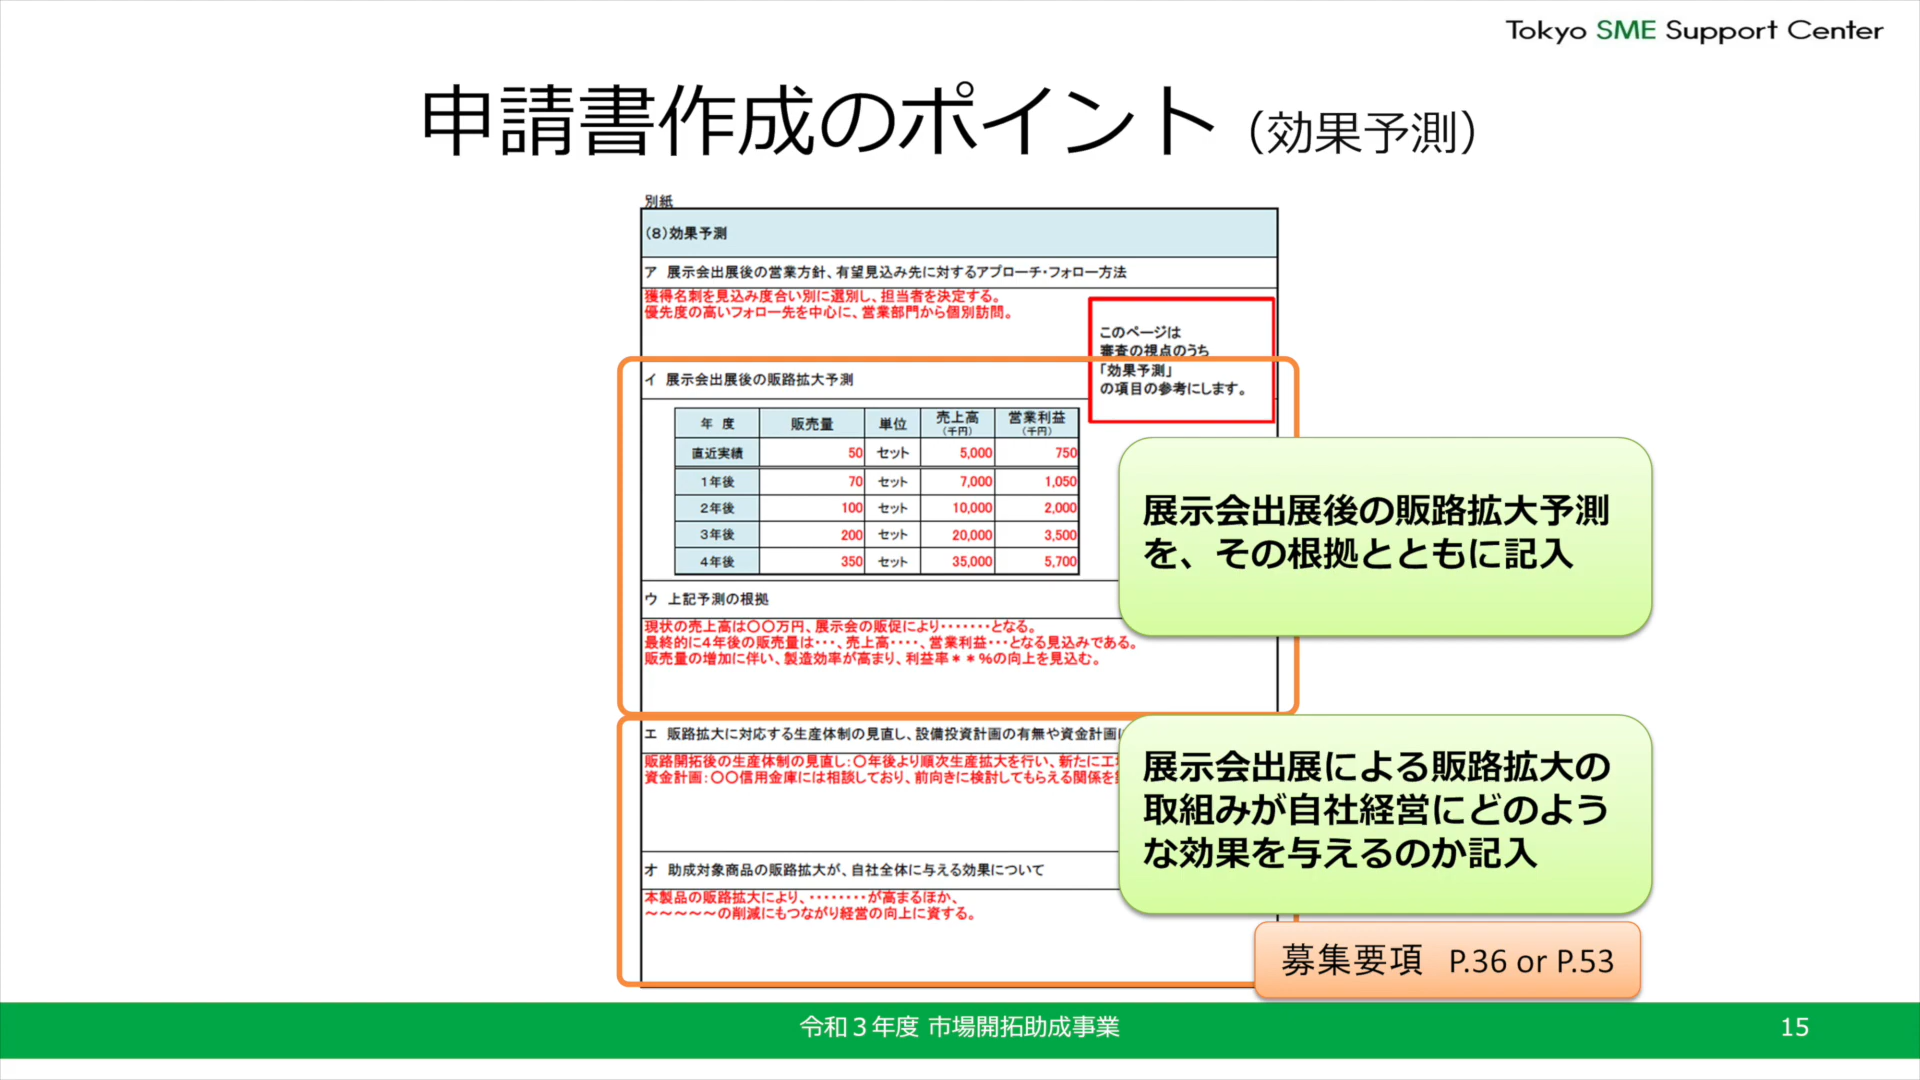 Tokyo SME Support Center
申請書作成のポイント（効果予測）
別紙
（8）効果予測
ア 展示会出展後の営業方針、有望見込み先に対するアプローチ・フォロー方法
獲得名刺を見込み度合い別に選別し、担当者を決定する。
優先度の高いフォロー先を中心に、営業部門から個別訪問。
このページは
審査の視点のうち
「効果予測」
の項目の参考にします。
イ 展示会出展後の販路拡大予測
年 度 販売量 単位 売上高（千円） 営業利益（千円）
直近実績 50 セット 5,000 750
1年後 70 セット 7,000 1,050
2年後 100 セット 10,000 2,000
3年後 200 セット 20,000 3,500
4年後 350 セット 35,000 5,700
展示会出展後の販路拡大予測
を、その根拠とともに記入
ウ 上記予測の根拠
現状の売上高は〇〇万円、展示会の販促により・・・・・・・となる。
最終的に4年後の販売量は・・・、売上高・・・・、営業利益・・・となる見込みである。
販売量の増加に伴い、製造効率が高まり、利益率＊＊％の向上を見込む。
エ 販路拡大に対応する生産体制の見直し、設備投資計画の有無や資金計画
販路開拓後の生産体制の見直し：〇年後より順次生産拡大を行い、新たに工
資金計画：〇〇信用金庫には相談しており、前向きに検討してもらえる関係を
展示会出展による販路拡大の
取組みが自社経営にどのよう
な効果を与えるのか記入
オ 助成対象商品の販路拡大が、自社全体に与える効果について
本製品の販路拡大により、・・・・・・・・が高まるほか、
～～～～～の削減にもつながり経営の向上に資する。
募集要項 P.36 or P.53
令和３年度 市場開拓助成事業
15